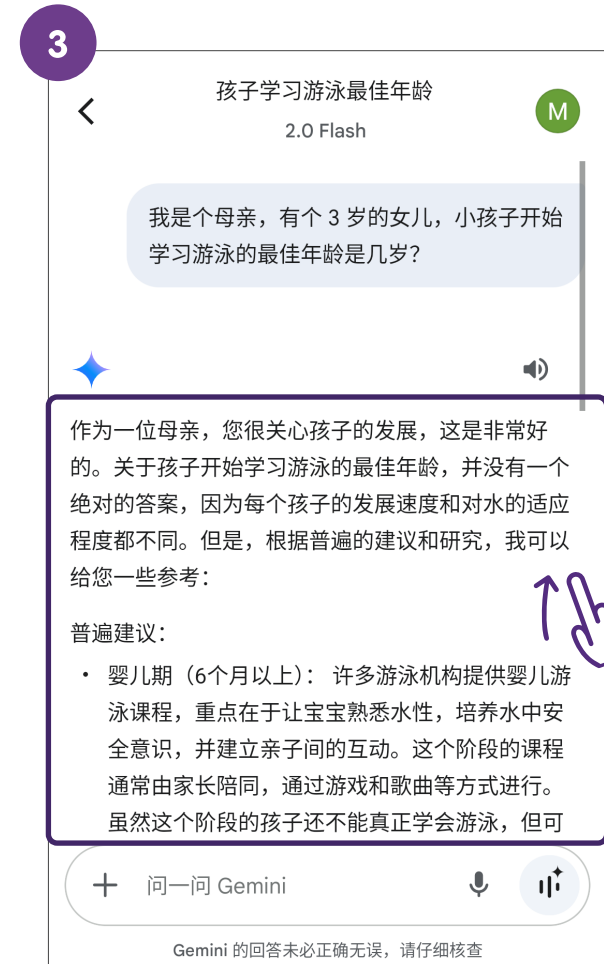 3
孩子学习游泳最佳年龄
2.0 Flash
M
我是个母亲，有个 3 岁的女儿，小孩子开始
学习游泳的最佳年龄是几岁？
作为一位母亲，您很关心孩子的发展，这是非常好
的。关于孩子开始学习游泳的最佳年龄，并没有一个
绝对的答案，因为每个孩子的发展速度和对水的适应
程度都不同。但是，根据普遍的建议和研究，我可以
给您一些参考：
普遍建议：
• 婴儿期（6个月以上）： 许多游泳机构提供婴儿游
泳课程，重点在于让宝宝熟悉水性，培养水中安
全意识，并建立亲子间的互动。这个阶段的课程
通常由家长陪同，通过游戏和歌曲等方式进行。
虽然这个阶段的孩子还不能真正学会游泳，但可
问一问 Gemini
Gemini 的回答未必正确无误，请仔细核查